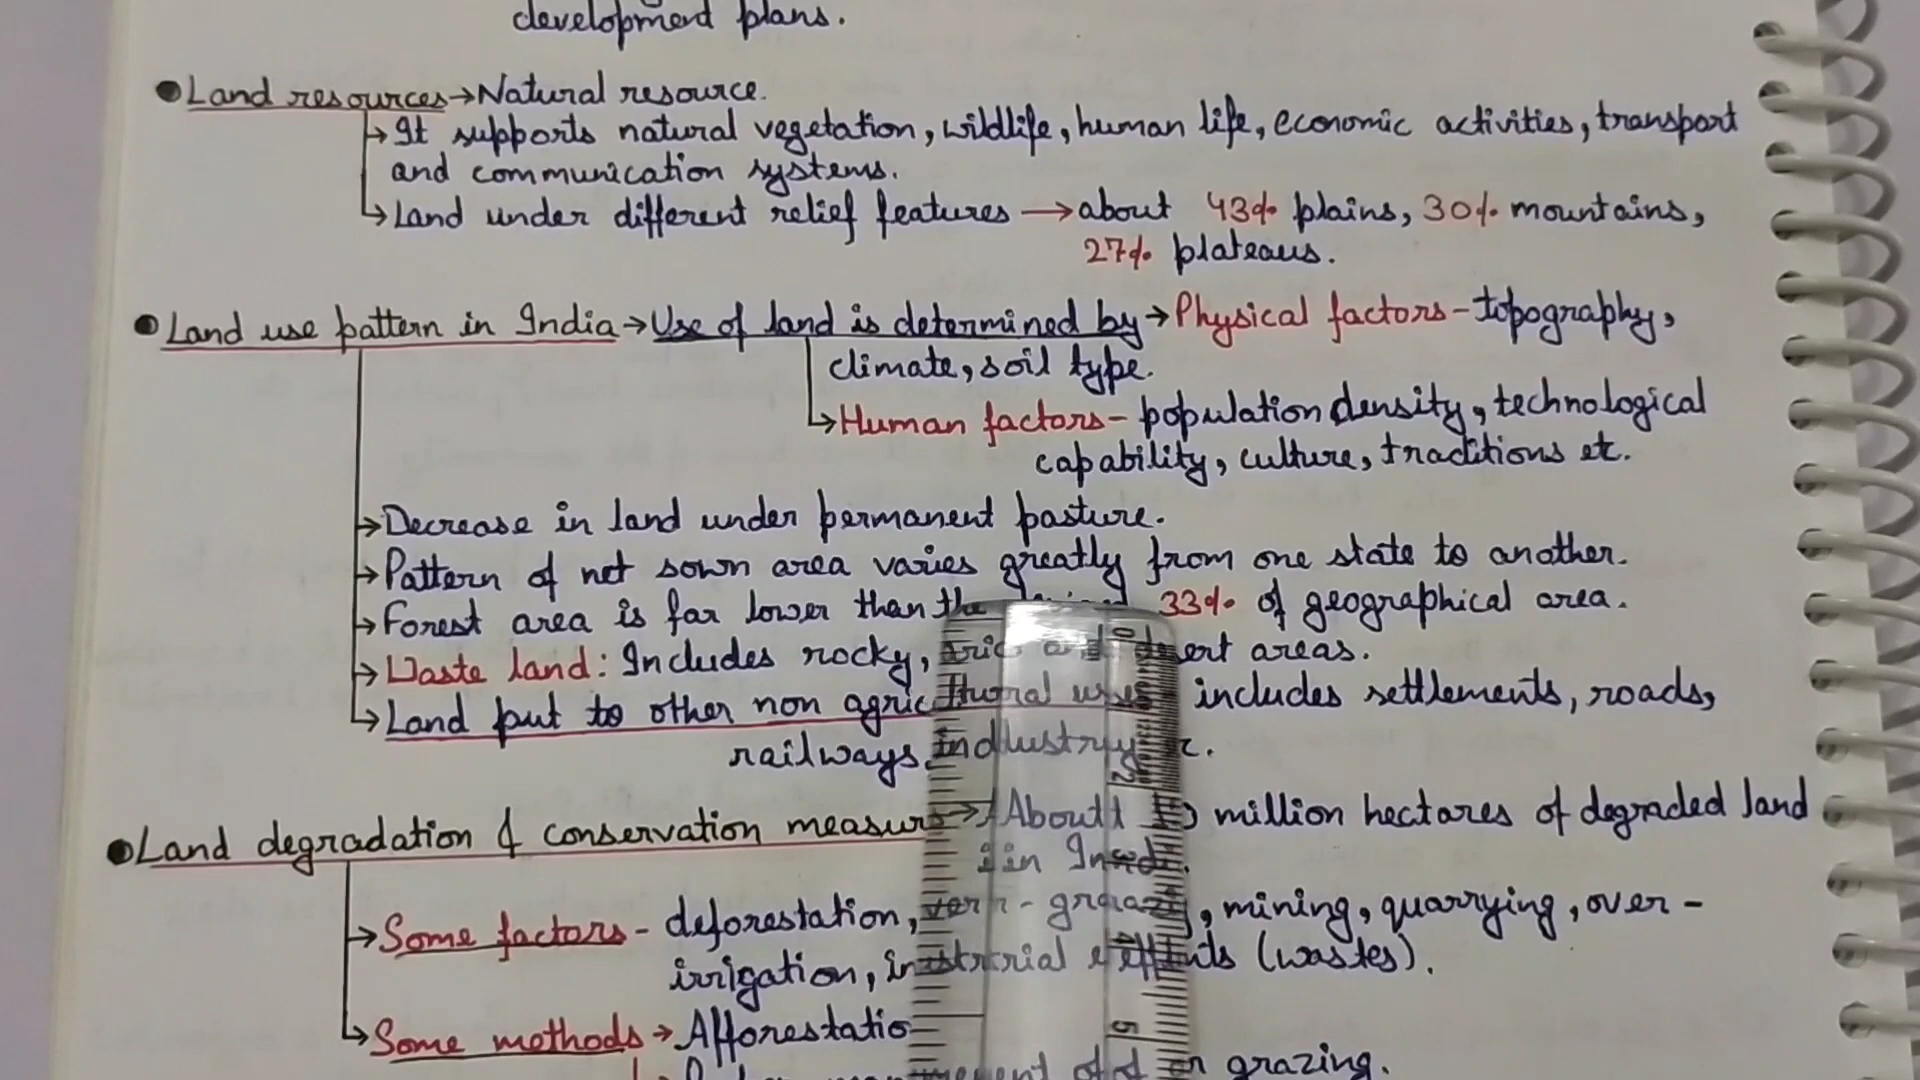 development plans.
●Land resources→Natural resource.
→It supports natural vegetation, wildlife, human life, economic activities, transport
and communication systems.
→Land under different relief features → about 43% plains, 30% mountains,
27% plateaus.
●Land use pattern in India→Use of land is determined by→Physical factors-topography,
climate, soil type.
→Human factors- population density, technological
capability, culture, traditions etc.
→Decrease in land under permanent pasture.
→Pattern of net sown area varies greatly from one state to another.
→Forest area is far lower than the 33% of geographical area.
→Waste land: Includes rocky, and desert areas.
→Land put to other non agricultural uses includes settlements, roads,
railways, industry
●Land degradation & conservation measures→About million hectares of degraded land
in
→Some factors- deforestation, over-grazing, mining, quarrying, over-
irrigation, industrial effluents (wastes).
→Some methods → Afforestation
grazing.